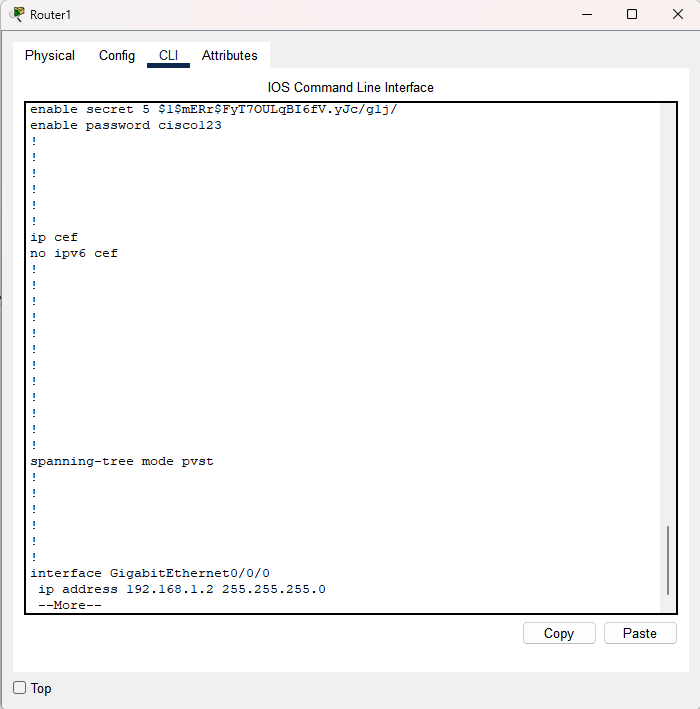 Router1
Physical Config CLI Attributes
IOS Command Line Interface
enable secret 5 $1$mERr$FyT7OULqBI6fV.yJc/glj/
enable password cisco123
!
!
!
!
!
!
ip cef
no ipv6 cef
!
!
!
!
!
!
!
!
!
!
!
!
spanning-tree mode pvst
!
!
!
!
!
!
interface GigabitEthernet0/0/0
ip address 192.168.1.2 255.255.255.0
--More--
Copy Paste
Top